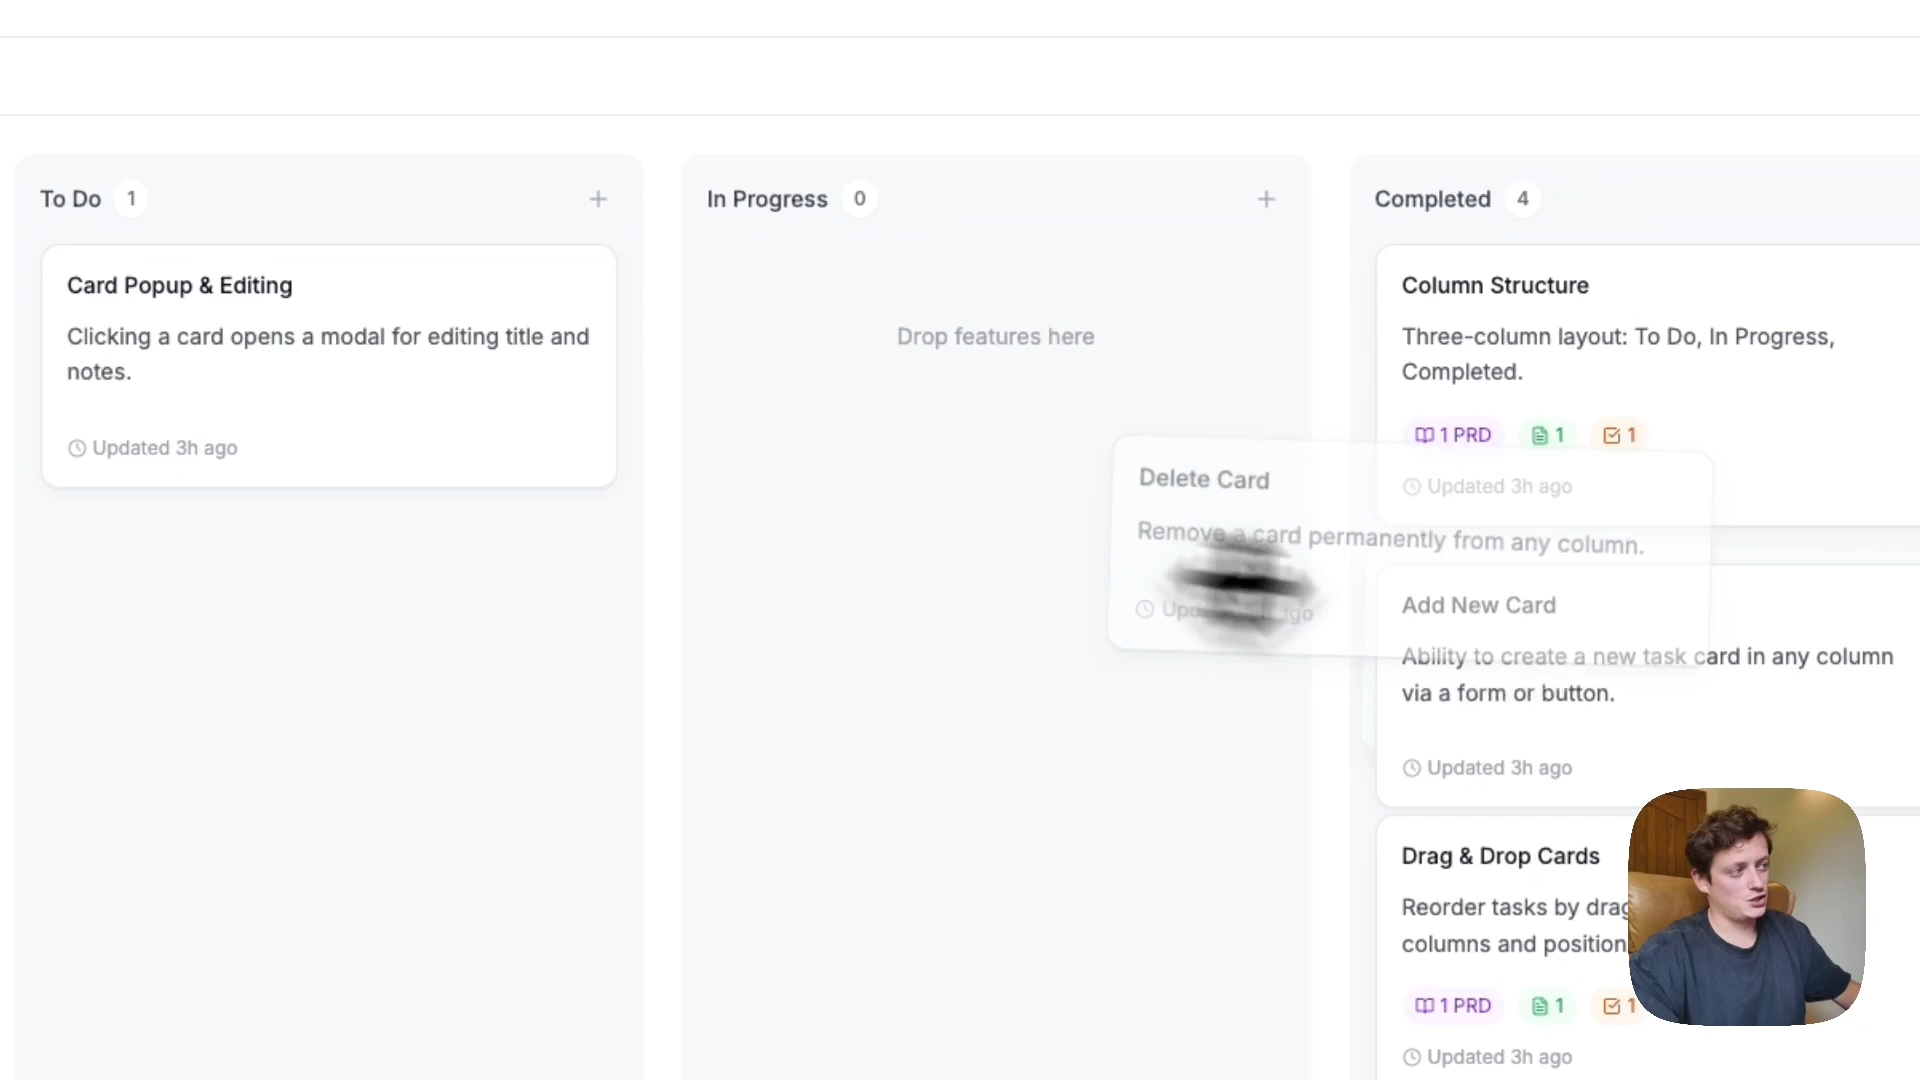 To Do 1
Card Popup & Editing
Clicking a card opens a modal for editing title and
notes.
Updated 3h ago
In Progress 0
Drop features here
Delete Card
Remove a card permanently from any column.
Completed 4
Column Structure
Three-column layout: To Do, In Progress,
Completed.
1 PRD 1 1
Updated 3h ago
Add New Card
Ability to create a new task card in any column
via a form or button.
Updated 3h ago
Drag & Drop Cards
Reorder tasks by
columns and
1 PRD 1 1
Updated 3h ago